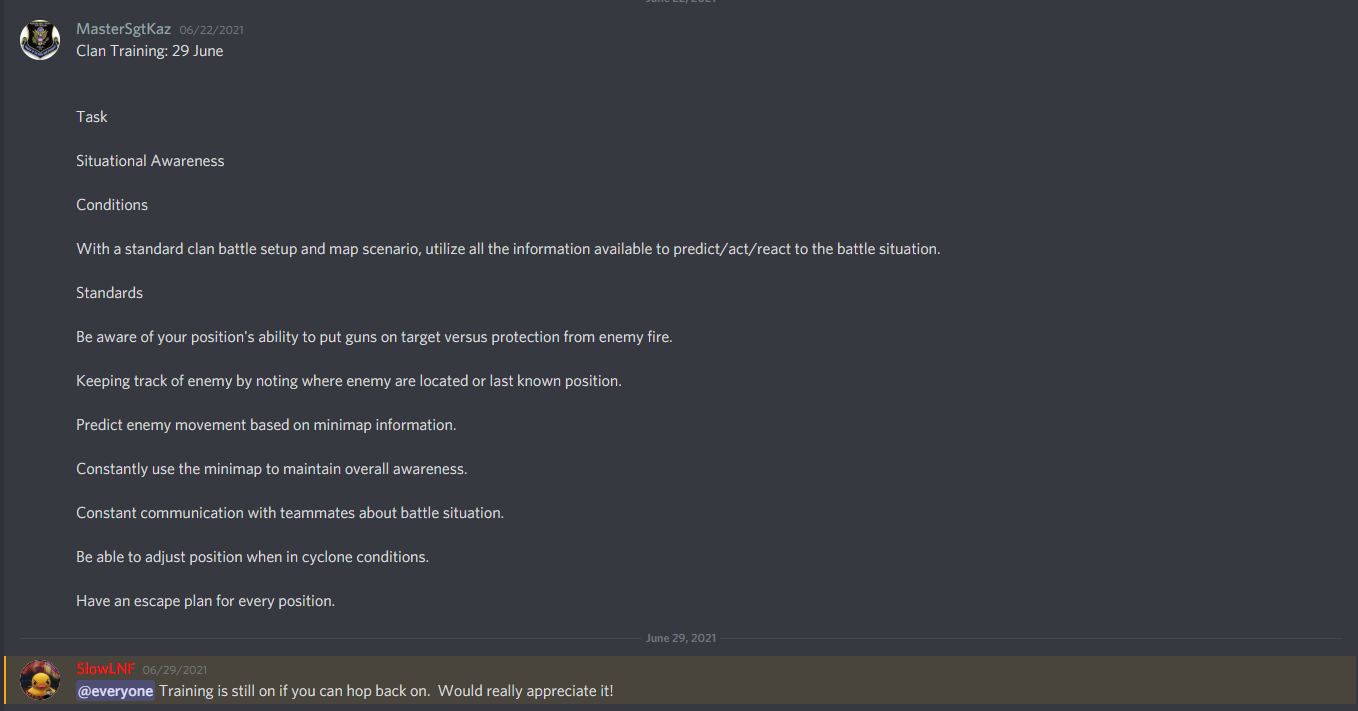 June 22, 2021
MasterSgtKaz 06/22/2021
Clan Training: 29 June
Task
Situational Awareness
Conditions
With a standard clan battle setup and map scenario, utilize all the information available to predict/act/react to the battle situation.
Standards
Be aware of your position's ability to put guns on target versus protection from enemy fire.
Keeping track of enemy by noting where enemy are located or last known position.
Predict enemy movement based on minimap information.
Constantly use the minimap to maintain overall awareness.
Constant communication with teammates about battle situation.
Be able to adjust position when in cyclone conditions.
Have an escape plan for every position.
June 29, 2021
SlowLNF 06/29/2021
@everyone Training is still on if you can hop back on.  Would really appreciate it!